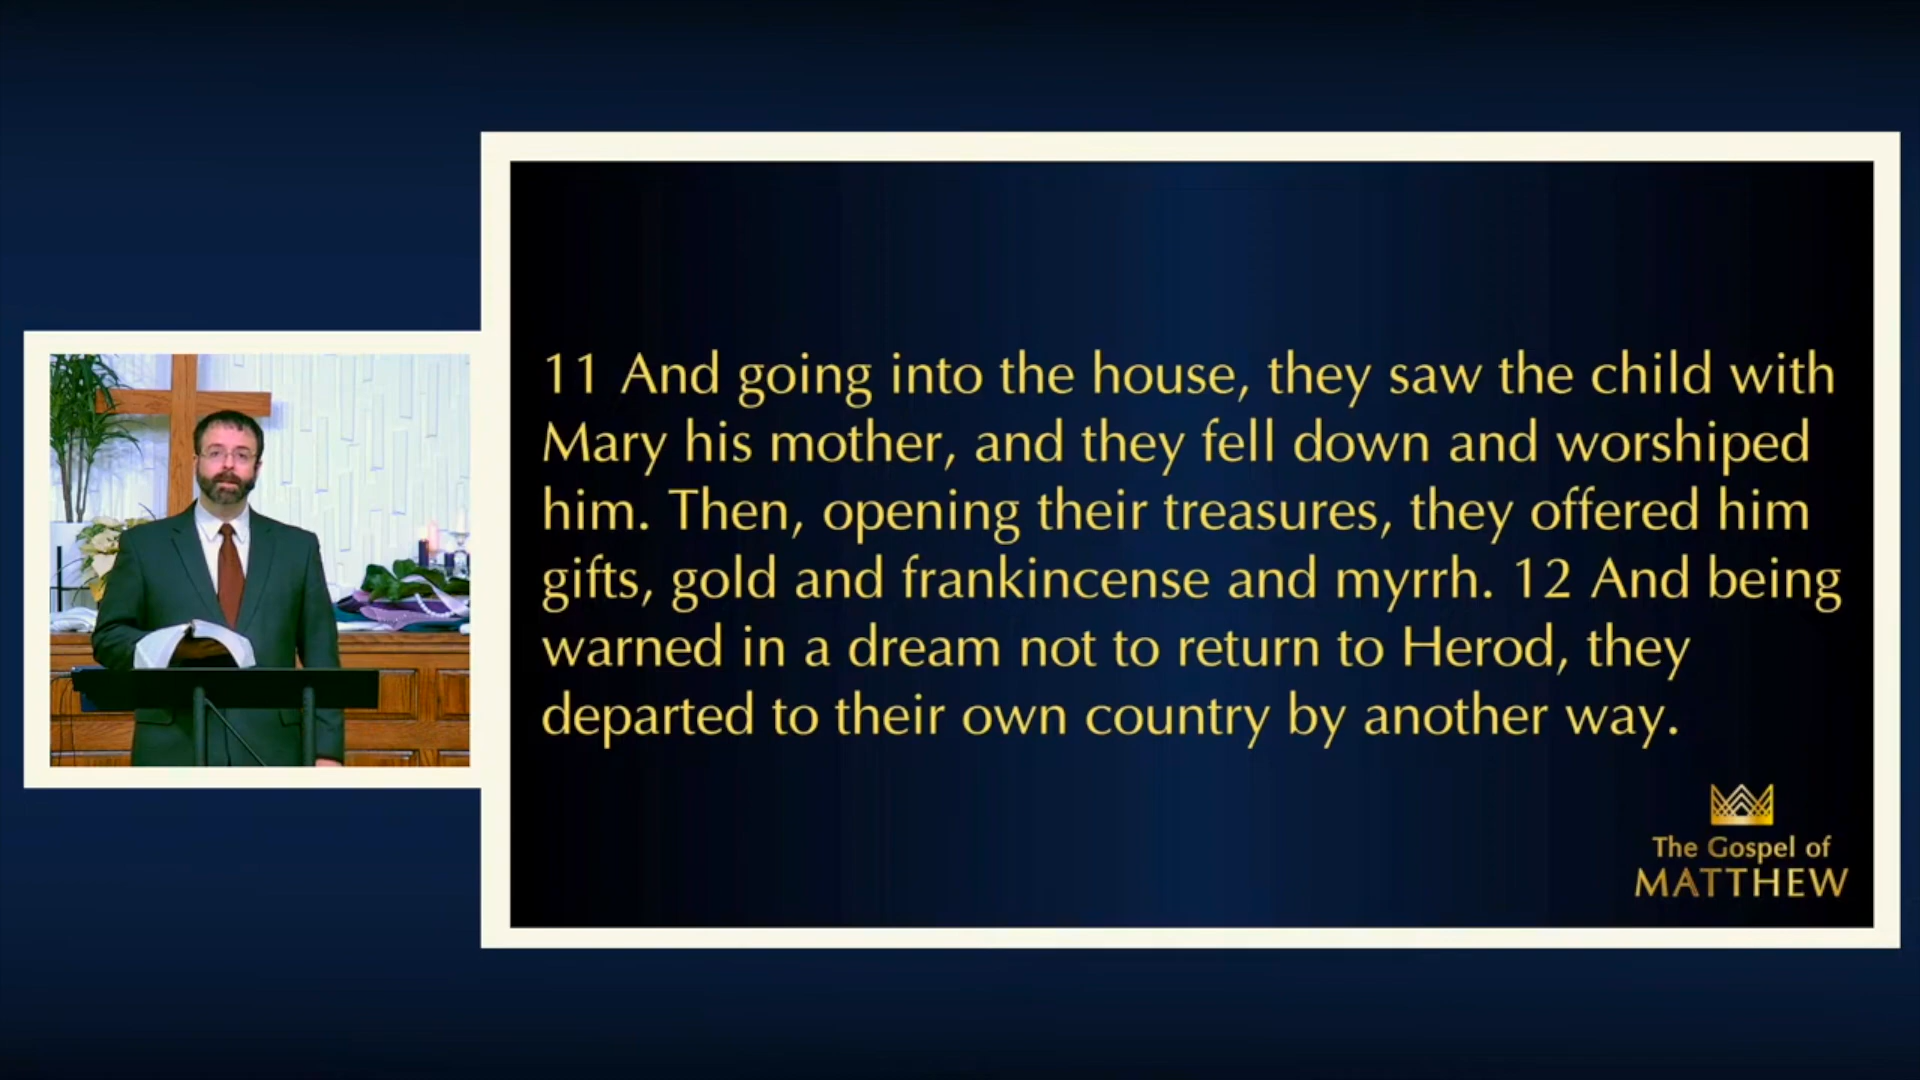 11 And going into the house, they saw the child with
Mary his mother, and they fell down and worshiped
him. Then, opening their treasures, they offered him
gifts, gold and frankincense and myrrh. 12 And being
warned in a dream not to return to Herod, they
departed to their own country by another way.
The Gospel of
MATTHEW